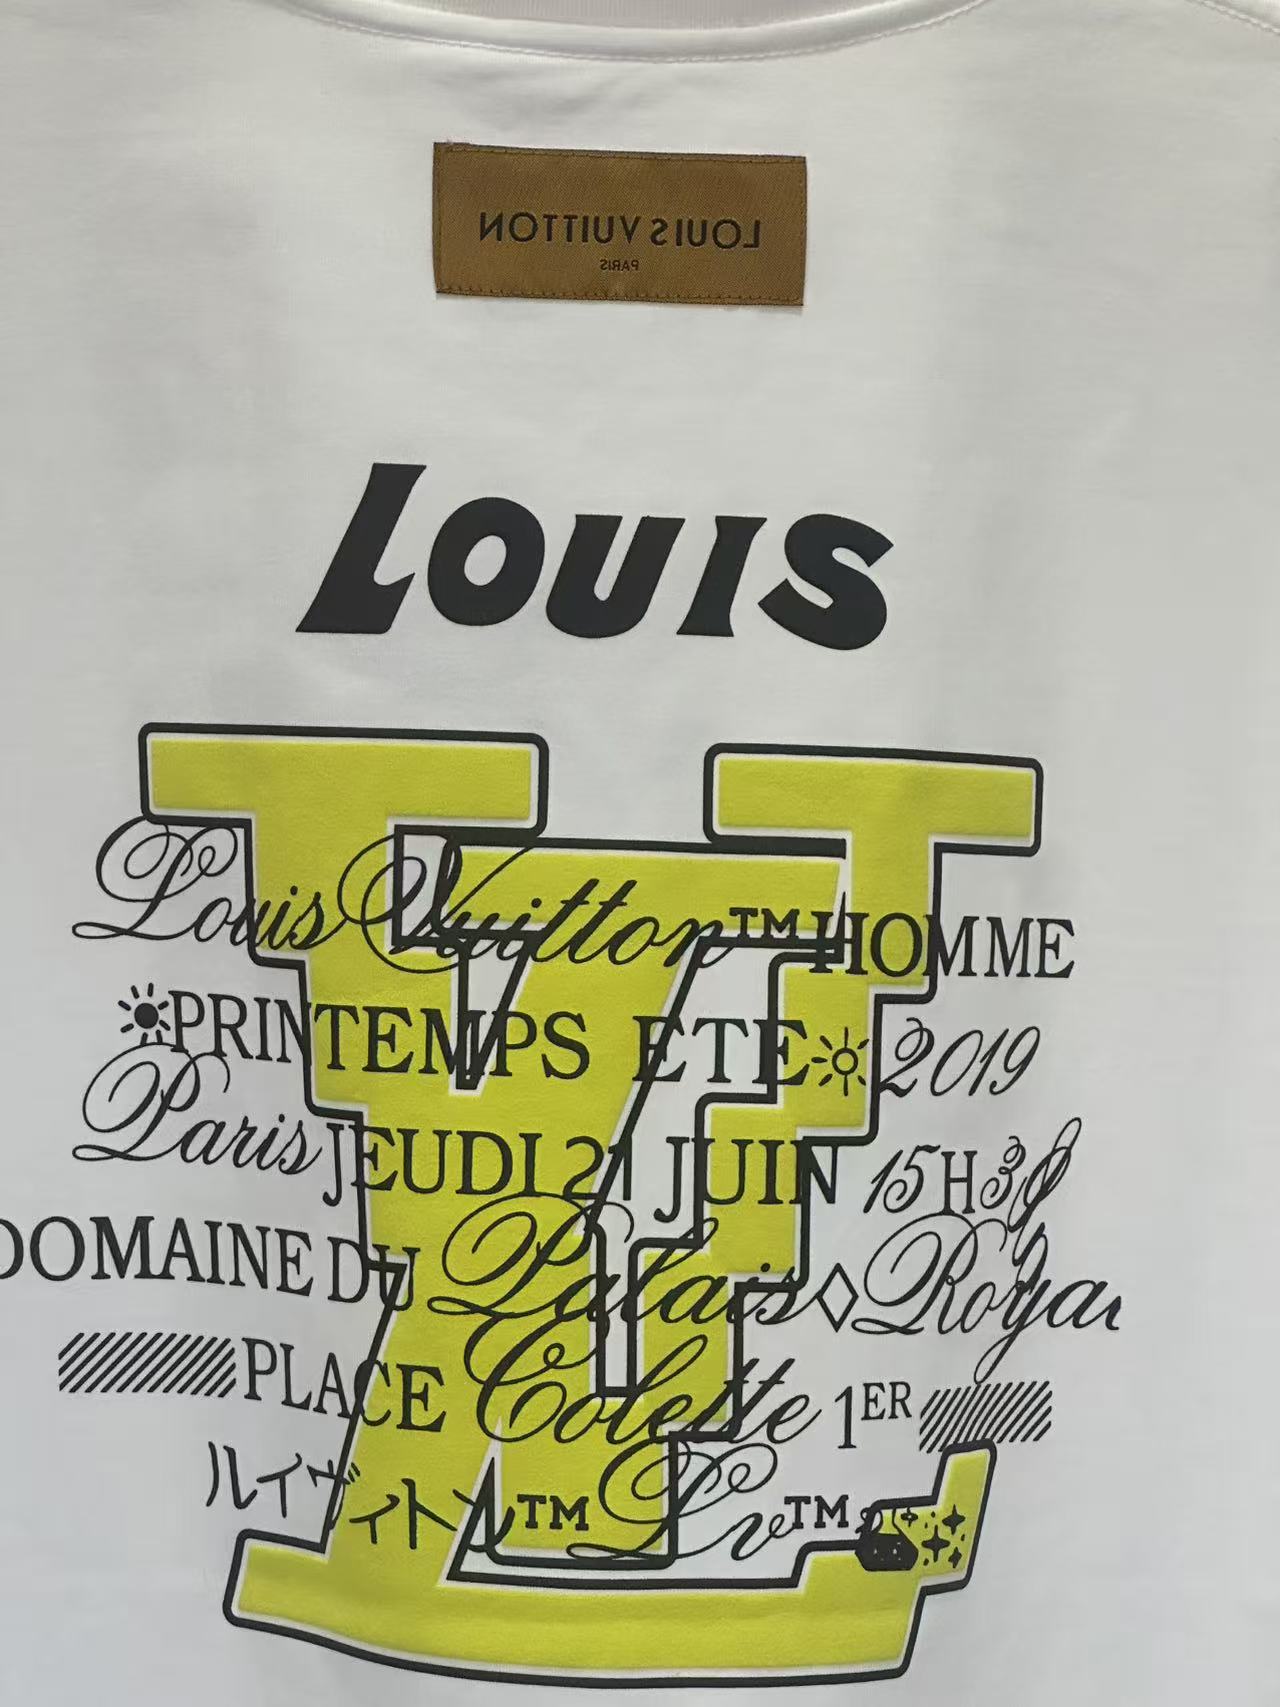 LOUIS VUITTON
PARIS
LOUIS
LV
Louis Vuitton™ HOMME
PRINTEMPS ETE 2019
Paris JEUDI 21 JUIN 15H30
DOMAINE DU Palais◊Royal
PLACE Colette 1ER
ルイヴィトン™ Lv™